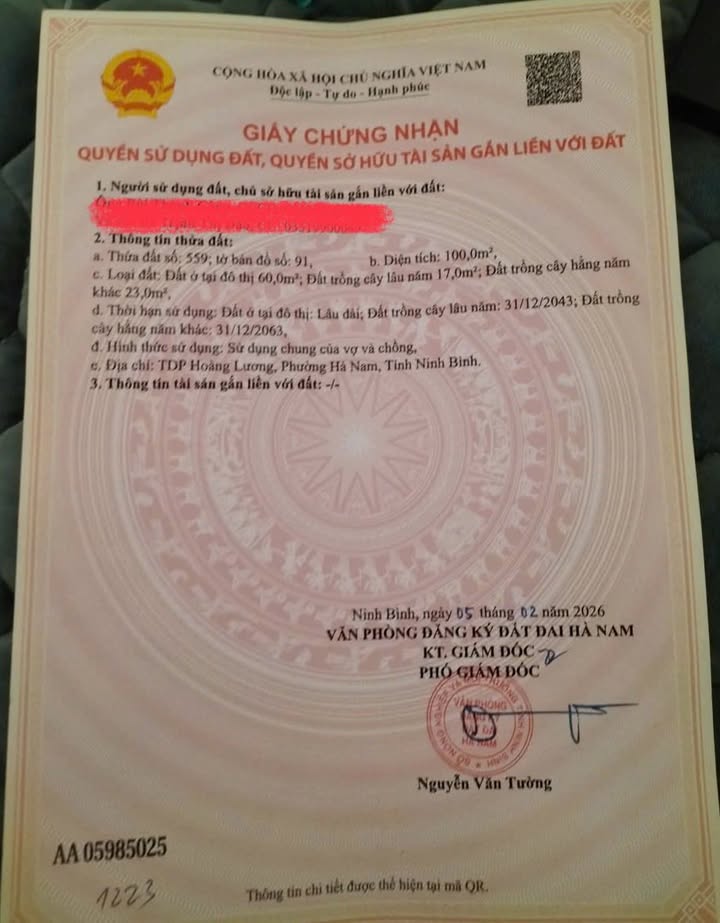 CỘNG HÒA XÃ HỘI CHỦ NGHĨA VIỆT NAM
Độc lập - Tự do - Hạnh phúc
GIẤY CHỨNG NHẬN
QUYỀN SỬ DỤNG ĐẤT, QUYỀN SỞ HỮU TÀI SẢN GẮN LIỀN VỚI ĐẤT
1. Người sử dụng đất, chủ sở hữu tài sản gắn liền với đất:
2. Thông tin thửa đất:
a. Thửa đất số: 559; tờ bản đồ số: 91, b. Diện tích: 100,0m²,
c. Loại đất: Đất ở tại đô thị 60,0m²; Đất trồng cây lâu năm 17,0m²; Đất trồng cây hằng năm
khác 23,0m²,
d. Thời hạn sử dụng: Đất ở tại đô thị: Lâu dài; Đất trồng cây lâu năm: 31/12/2043; Đất trồng
cây hằng năm khác: 31/12/2063,
đ. Hình thức sử dụng: Sử dụng chung của vợ và chồng,
e. Địa chỉ: TDP Hoàng Lương, Phường Hà Nam, Tỉnh Ninh Bình.
3. Thông tin tài sản gắn liền với đất: -/-
Ninh Bình, ngày 05 tháng 02 năm 2026
VĂN PHÒNG ĐĂNG KÝ ĐẤT ĐAI HÀ NAM
KT. GIÁM ĐỐC
PHÓ GIÁM ĐỐC
VĂN PHÒNG
HÀ NAM
Nguyễn Văn Tường
AA 05985025
1223
Thông tin chi tiết được thể hiện tại mã QR.